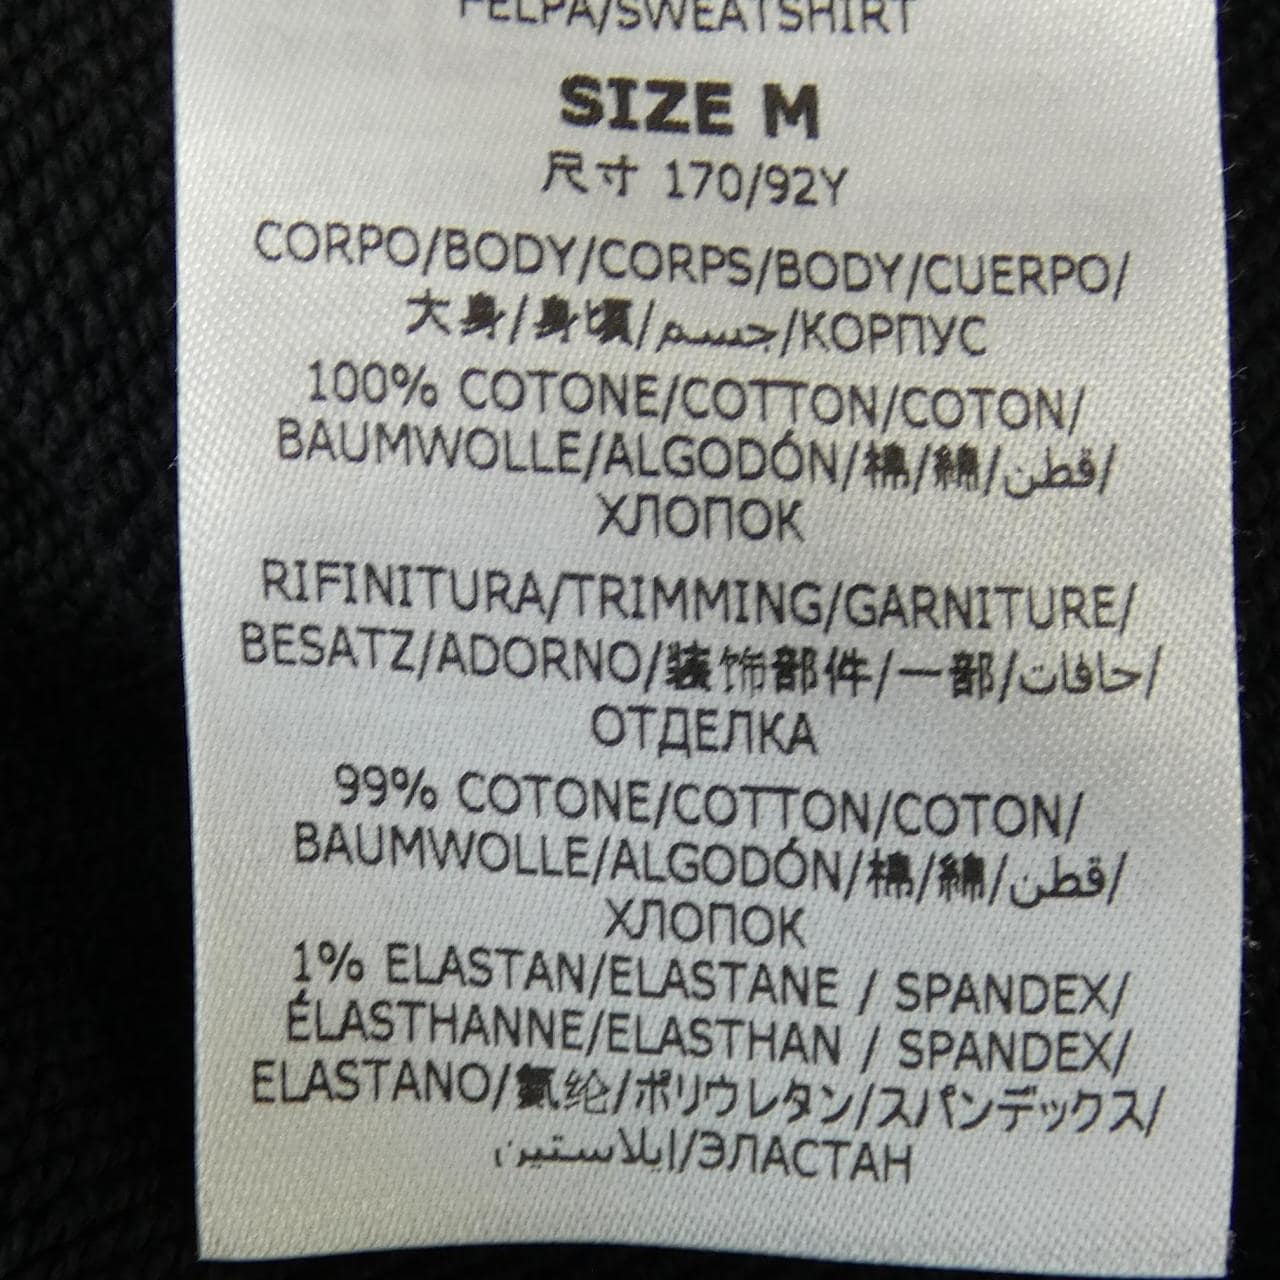 FELPA/SWEATSHIRT
SIZE M
尺寸 170/92Y
CORPO/BODY/CORPS/BODY/CUERPO/
大身/身頃/جسم/КОРПУС
100% COTONE/COTTON/COTON/
BAUMWOLLE/ALGODÓN/棉/綿/قطن/
ХЛОПОК
RIFINITURA/TRIMMING/GARNITURE/
BESATZ/ADORNO/装饰部件/一部/حافات/
ОТДЕЛКА
99% COTONE/COTTON/COTON/
BAUMWOLLE/ALGODÓN/棉/綿/قطن/
ХЛОПОК
1% ELASTAN/ELASTANE / SPANDEX/
ÉLASTHANNE/ELASTHAN / SPANDEX/
ELASTANO/氨纶/ポリウレタン/スパンデックス/
ايلاستين/ЭЛАСТАН